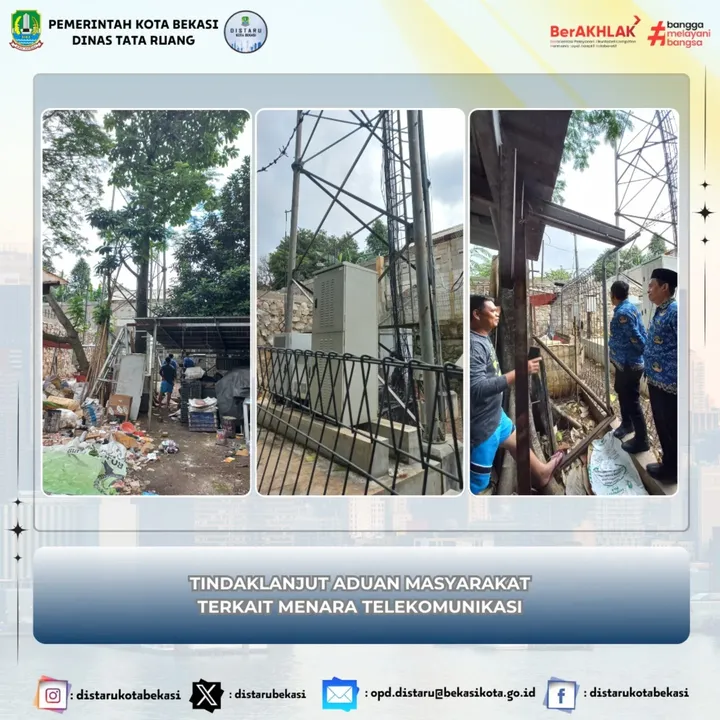 PEMERINTAH KOTA BEKASI
DINAS TATA RUANG
DISTARU
BerAKHLAK
#bangga
melayani
bangsa
TINDAKLANJUT ADUAN MASYARAKAT
TERKAIT MENARA TELEKOMUNIKASI
: distarukotabekasi
: distarubekasi
: opd.distaru@bekasikota.go.id
: distarukotabekasi